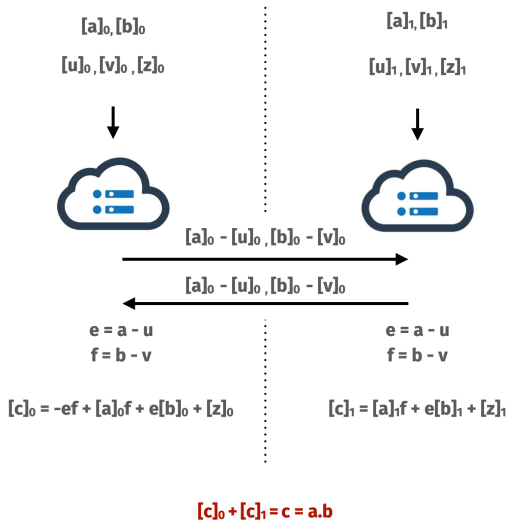 [a]₀,[b]₀
[a]₁,[b]₁
[u]₀,[v]₀,[z]₀
[u]₁,[v]₁,[z]₁
[a]₀ - [u]₀,[b]₀ - [v]₀
[a]₀ - [u]₀,[b]₀ - [v]₀
e = a - u
f = b - v
e = a - u
f = b - v
[c]₀ = -ef + [a]₀f + e[b]₀ + [z]₀
[c]₁ = [a]₁f + e[b]₁ + [z]₁
[c]₀ + [c]₁ = c = a.b